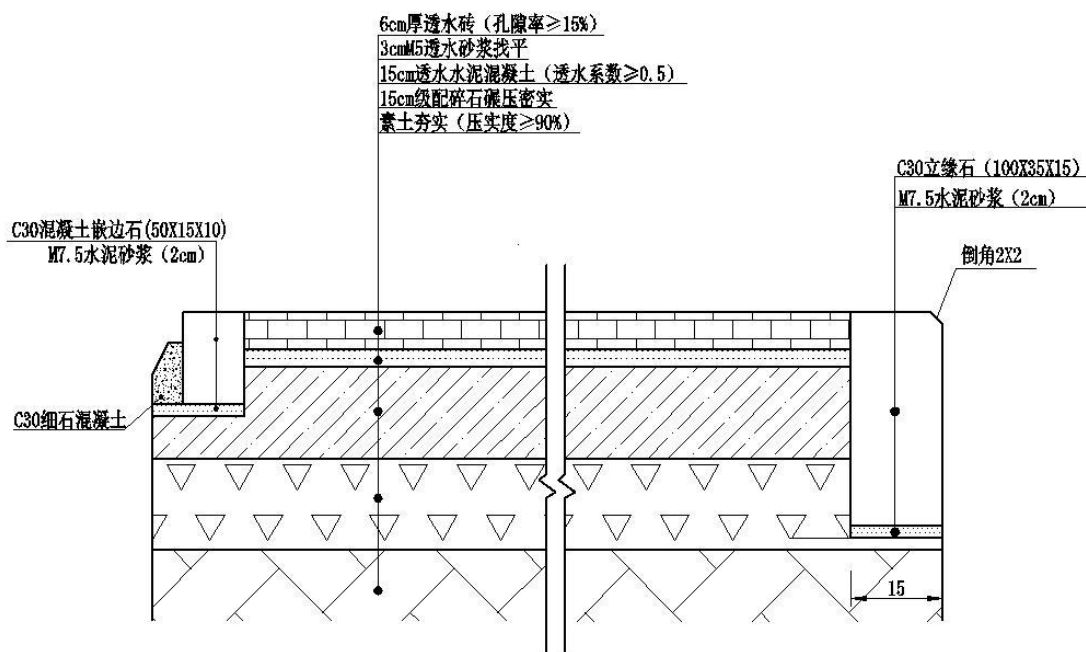 6cm厚透水砖（孔隙率≥15%）
3cmM5透水砂浆找平
15cm透水水泥混凝土（透水系数≥0.5）
15cm级配碎石碾压密实
素土夯实（压实度≥90%）
C30立缘石（100X35X15）
M7.5水泥砂浆（2cm）
C30混凝土嵌边石(50X15X10)
M7.5水泥砂浆（2cm）
倒角2X2
C30细石混凝土
15